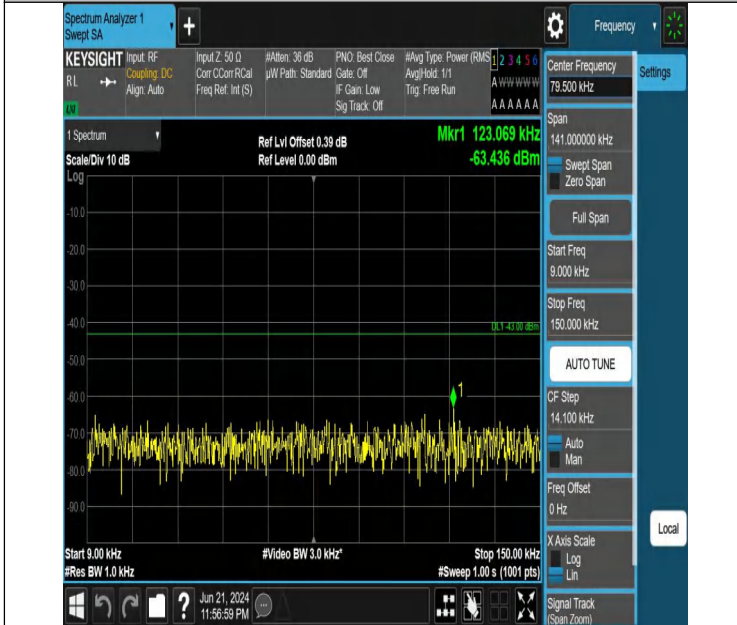 Spectrum Analyzer 1
Swept SA
+
Frequency
KEYSIGHT
RL
Input: RF
Coupling: DC
Align: Auto
Input Z: 50 Ω
Corr CCorr RCal
Freq Ref: Int (S)
#Atten: 36 dB
µW Path: Standard
PNO: Best Close
Gate: Off
IF Gain: Low
Sig Track: Off
#Avg Type: Power (RMS
Avg|Hold: 1/1
Trig: Free Run
1 2 3 4 5 6
A W W W W W
A A A A A A
1 Spectrum
Scale/Div 10 dB
Ref Lvl Offset 0.39 dB
Ref Level 0.00 dBm
Mkr1 123.069 kHz
-63.436 dBm
Log
-10.0
-20.0
-30.0
-40.0
-50.0
-60.0
-70.0
-80.0
-90.0
DL1 -43.00 dBm
1
Start 9.00 kHz
#Res BW 1.0 kHz
#Video BW 3.0 kHz*
Stop 150.00 kHz
#Sweep 1.00 s (1001 pts)
Jun 21, 2024
11:56:59 PM
?
Center Frequency
79.500 kHz
Span
141.000000 kHz
Swept Span
Zero Span
Full Span
Start Freq
9.000 kHz
Stop Freq
150.000 kHz
AUTO TUNE
CF Step
14.100 kHz
Auto
Man
Freq Offset
0 Hz
X Axis Scale
Log
Lin
Signal Track
(Span Zoom)
Settings
Local